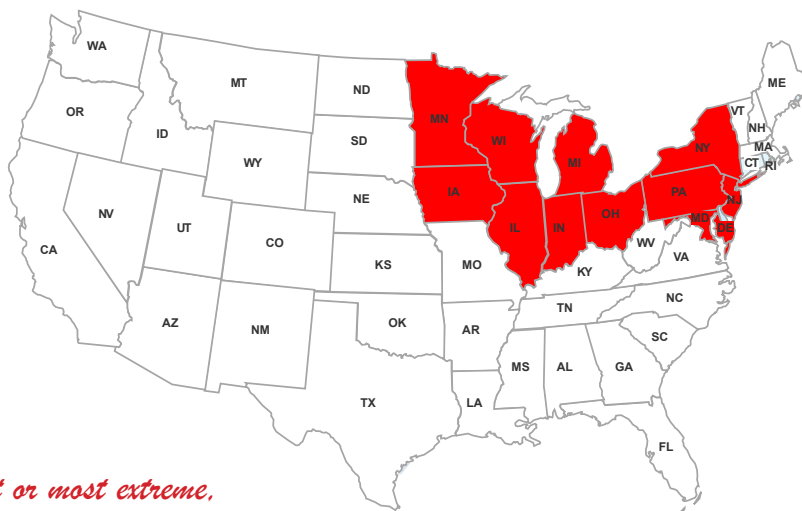 WA
MT
ND
ME
VT
OR
MN
NH
ID
SD
WI
NY
MA
CT
RI
WY
MI
IA
NE
PA
NV
NJ
IL
IN
OH
MD
UT
DE
CO
WV
CA
KS
MO
VA
KY
NC
TN
AZ
NM
OK
AR
SC
MS
AL
GA
TX
LA
FL
or most extreme,